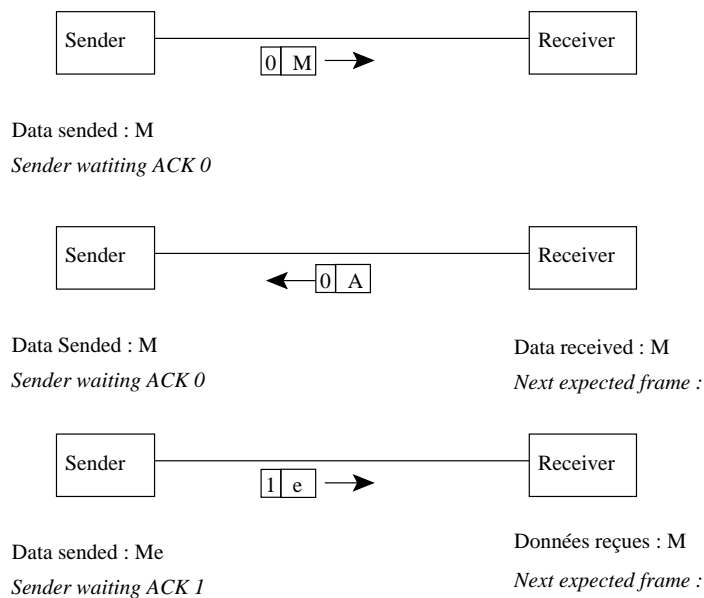 Sender
Receiver
0 M
Data sended : M
Sender watiting ACK 0
Sender
Receiver
0 A
Data Sended : M
Data received : M
Sender waiting ACK 0
Next expected frame :
Sender
Receiver
1 e
Data sended : Me
Données reçues : M
Sender waiting ACK 1
Next expected frame :